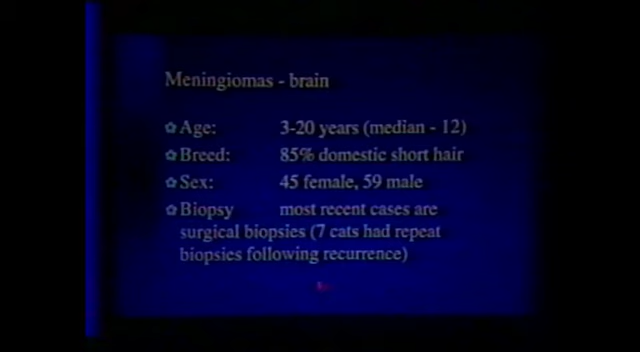 Meningiomas - brain
Age: 3-20 years (median - 12)
Breed: 85% domestic short hair
Sex: 45 female, 59 male
Biopsy most recent cases are
surgical biopsies (7 cats had repeat
biopsies following recurrence)